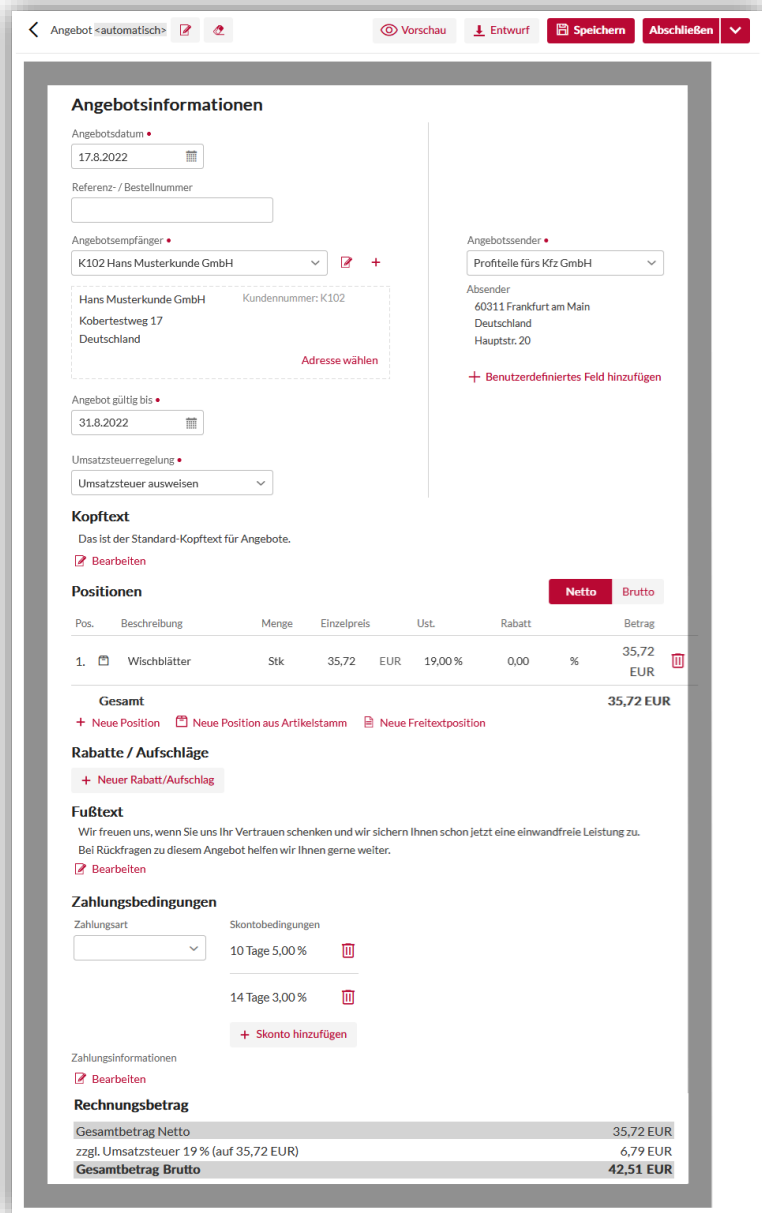 Angebot <automatisch>
Vorschau
Entwurf
Speichern
Abschließen
Angebotsinformationen
Angebotsdatum •
17.8.2022
Referenz- / Bestellnummer
Angebotsempfänger •
K102 Hans Musterkunde GmbH
+
Hans Musterkunde GmbH Kundennummer: K102
Kobertestweg 17
Deutschland
Adresse wählen
Angebotssender •
Profiteile fürs Kfz GmbH
Absender
60311 Frankfurt am Main
Deutschland
Hauptstr. 20
+ Benutzerdefiniertes Feld hinzufügen
Angebot gültig bis •
31.8.2022
Umsatzsteuerregelung •
Umsatzsteuer ausweisen
Kopftext
Das ist der Standard-Kopftext für Angebote.
Bearbeiten
Positionen
Netto Brutto
Pos. Beschreibung Menge Einzelpreis Ust. Rabatt Betrag
1. Wischblätter Stk 35,72 EUR 19,00 % 0,00 % 35,72
EUR
Gesamt 35,72 EUR
+ Neue Position Neue Position aus Artikelstamm Neue Freitextposition
Rabatte / Aufschläge
+ Neuer Rabatt/Aufschlag
Fußtext
Wir freuen uns, wenn Sie uns Ihr Vertrauen schenken und wir sichern Ihnen schon jetzt eine einwandfreie Leistung zu.
Bei Rückfragen zu diesem Angebot helfen wir Ihnen gerne weiter.
Bearbeiten
Zahlungsbedingungen
Zahlungsart Skontobedingungen
10 Tage 5,00 %
14 Tage 3,00 %
+ Skonto hinzufügen
Zahlungsinformationen
Bearbeiten
Rechnungsbetrag
Gesamtbetrag Netto 35,72 EUR
zzgl. Umsatzsteuer 19 % (auf 35,72 EUR) 6,79 EUR
Gesamtbetrag Brutto 42,51 EUR